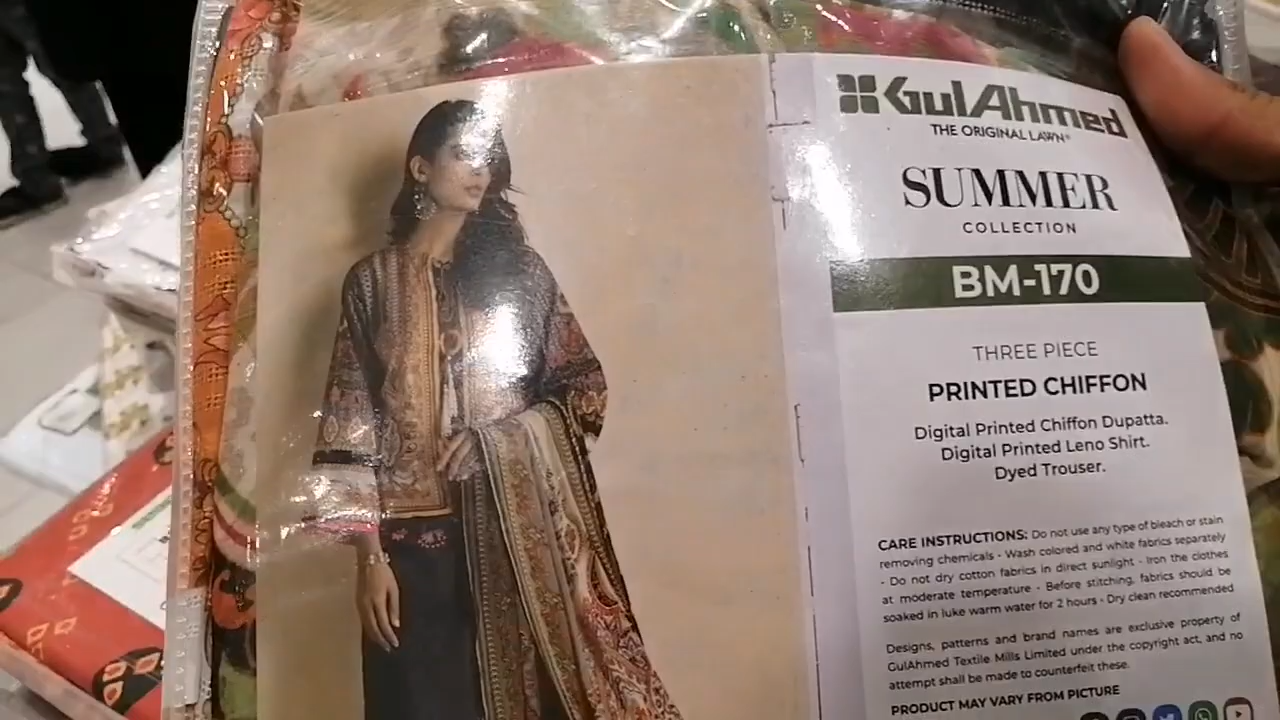 GulAhmed
THE ORIGINAL LAWN®
SUMMER
COLLECTION
BM-170
THREE PIECE
PRINTED CHIFFON
Digital Printed Chiffon Dupatta.
Digital Printed Leno Shirt.
Dyed Trouser.
CARE INSTRUCTIONS: Do not use any type of bleach or stain
removing chemicals - Wash colored and white fabrics separately
- Do not dry cotton fabrics in direct sunlight - Iron the clothes
at moderate temperature - Before stitching, fabrics should be
soaked in luke warm water for 2 hours - Dry clean recommended
Designs, patterns and brand names are exclusive property of
GulAhmed Textile Mills Limited under the copyright act, and no
attempt shall be made to counterfeit these.
PRODUCT MAY VARY FROM PICTURE